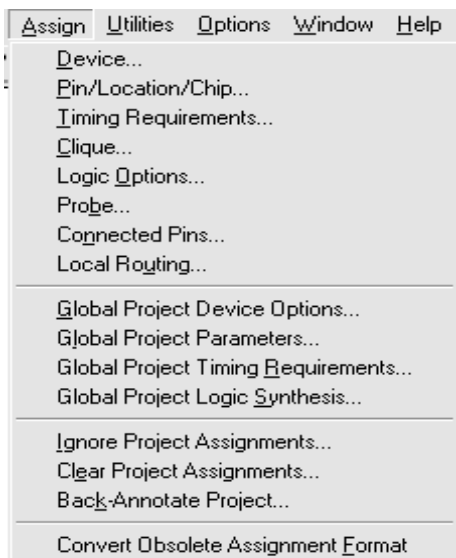 Assign Utilities Options Window Help
Device...
Pin/Location/Chip...
Timing Requirements...
Clique...
Logic Options...
Probe...
Connected Pins...
Local Routing...
Global Project Device Options...
Global Project Parameters...
Global Project Timing Requirements...
Global Project Logic Synthesis...
Ignore Project Assignments...
Clear Project Assignments...
Back-Annotate Project...
Convert Obsolete Assignment Format